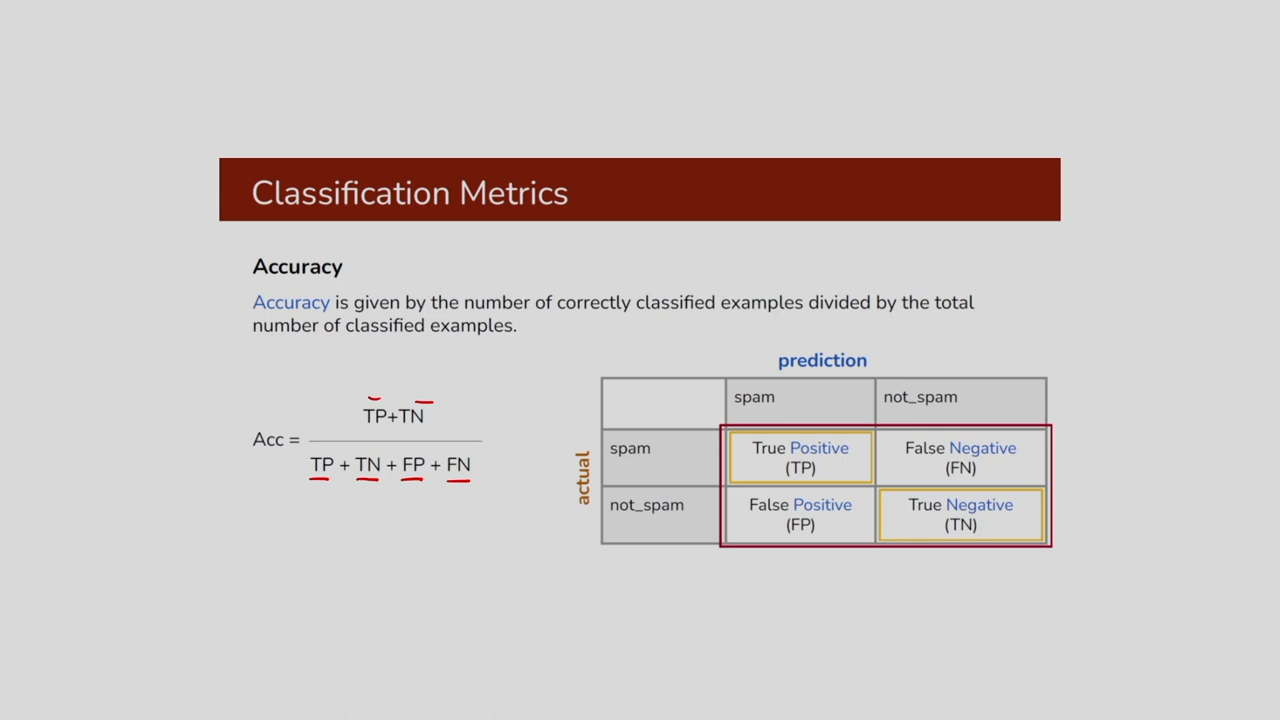 Classification Metrics
Accuracy
Accuracy is given by the number of correctly classified examples divided by the total
number of classified examples.
Acc =
TP+TN
TP + TN + FP + FN
prediction
actual
spam not_spam
spam
True Positive
(TP)
False Negative
(FN)
not_spam
False Positive
(FP)
True Negative
(TN)